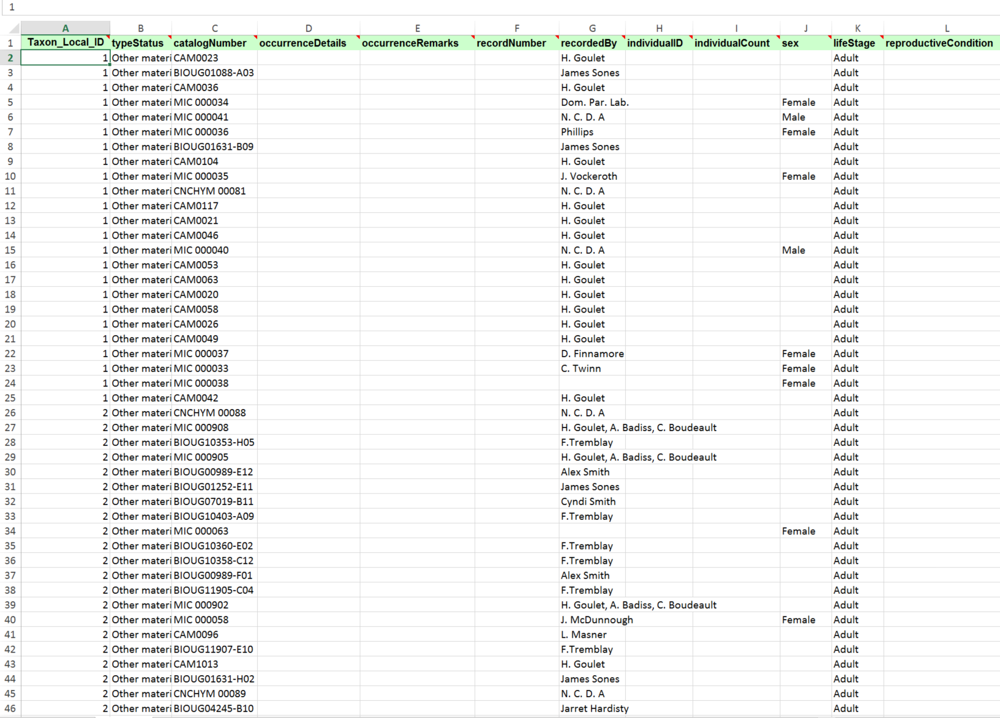 1
A B C D E F G H I J K L
1 Taxon_Local_ID typeStatus catalogNumber occurrenceDetails occurrenceRemarks recordNumber recordedBy individualID individualCount sex lifeStage reproductiveCondition
2 1 Other materi CAM0023 H. Goulet Adult
3 1 Other materi BIOUG01088-A03 James Sones Adult
4 1 Other materi CAM0036 H. Goulet Adult
5 1 Other materi MIC 000034 Dom. Par. Lab. Female Adult
6 1 Other materi MIC 000041 N. C. D. A Male Adult
7 1 Other materi MIC 000036 Phillips Female Adult
8 1 Other materi BIOUG01631-B09 James Sones Adult
9 1 Other materi CAM0104 H. Goulet Adult
10 1 Other materi MIC 000035 J. Vockeroth Female Adult
11 1 Other materi CNCHYM 00081 N. C. D. A Adult
12 1 Other materi CAM0117 H. Goulet Adult
13 1 Other materi CAM0021 H. Goulet Adult
14 1 Other materi CAM0046 H. Goulet Adult
15 1 Other materi MIC 000040 N. C. D. A Male Adult
16 1 Other materi CAM0053 H. Goulet Adult
17 1 Other materi CAM0063 H. Goulet Adult
18 1 Other materi CAM0020 H. Goulet Adult
19 1 Other materi CAM0058 H. Goulet Adult
20 1 Other materi CAM0026 H. Goulet Adult
21 1 Other materi CAM0049 H. Goulet Adult
22 1 Other materi MIC 000037 D. Finnamore Female Adult
23 1 Other materi MIC 000033 C. Twinn Female Adult
24 1 Other materi MIC 000038 Female Adult
25 1 Other materi CAM0042 H. Goulet Adult
26 2 Other materi CNCHYM 00088 N. C. D. A Adult
27 2 Other materi MIC 000908 H. Goulet, A. Badiss, C. Boudeault Adult
28 2 Other materi BIOUG10353-H05 F.Tremblay Adult
29 2 Other materi MIC 000905 H. Goulet, A. Badiss, C. Boudeault Adult
30 2 Other materi BIOUG00989-E12 Alex Smith Adult
31 2 Other materi BIOUG01252-E11 James Sones Adult
32 2 Other materi BIOUG07019-B11 Cyndi Smith Adult
33 2 Other materi BIOUG10403-A09 F.Tremblay Adult
34 2 Other materi MIC 000063 Female Adult
35 2 Other materi BIOUG10360-E02 F.Tremblay Adult
36 2 Other materi BIOUG10358-C12 F.Tremblay Adult
37 2 Other materi BIOUG00989-F01 Alex Smith Adult
38 2 Other materi BIOUG11905-C04 F.Tremblay Adult
39 2 Other materi MIC 000902 H. Goulet, A. Badiss, C. Boudeault Adult
40 2 Other materi MIC 000058 J. McDunnough Female Adult
41 2 Other materi CAM0096 L. Masner Adult
42 2 Other materi BIOUG11907-E10 F.Tremblay Adult
43 2 Other materi CAM1013 H. Goulet Adult
44 2 Other materi BIOUG01631-H02 James Sones Adult
45 2 Other materi CNCHYM 00089 N. C. D. A Adult
46 2 Other materi BIOUG04245-B10 Jarret Hardisty Adult